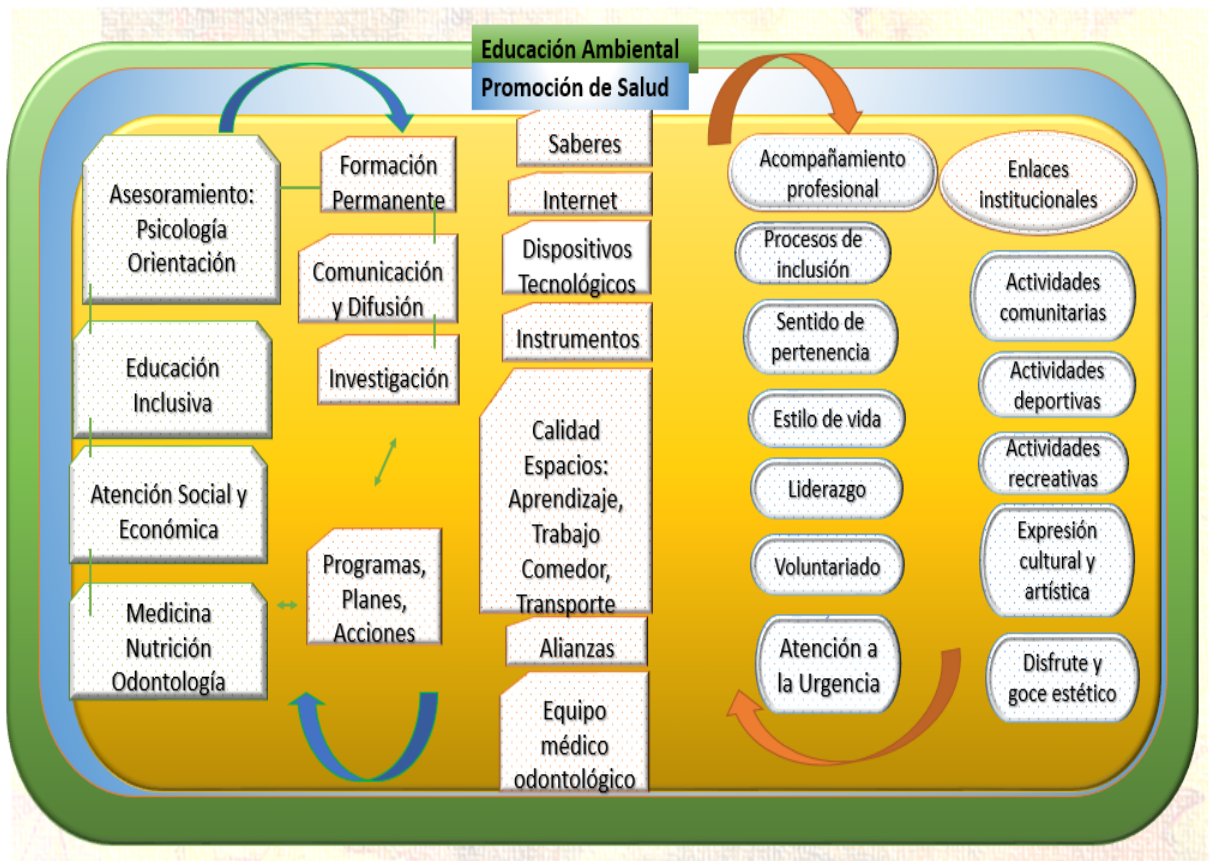 Educación Ambiental
Promoción de Salud
Asesoramiento:
Psicología
Orientación
Educación
Inclusiva
Atención Social y
Económica
Medicina
Nutrición
Odontología
Formación
Permanente
Comunicación
y Difusión
Investigación
Programas,
Planes,
Acciones
Saberes
Internet
Dispositivos
Tecnológicos
Instrumentos
Calidad
Espacios:
Aprendizaje,
Trabajo
Comedor,
Transporte
Alianzas
Equipo
médico
odontológico
Acompañamiento
profesional
Procesos de
inclusión
Sentido de
pertenencia
Estilo de vida
Liderazgo
Voluntariado
Atención a
la Urgencia
Enlaces
institucionales
Actividades
comunitarias
Actividades
deportivas
Actividades
recreativas
Expresión
cultural y
artística
Disfrute y
goce estético